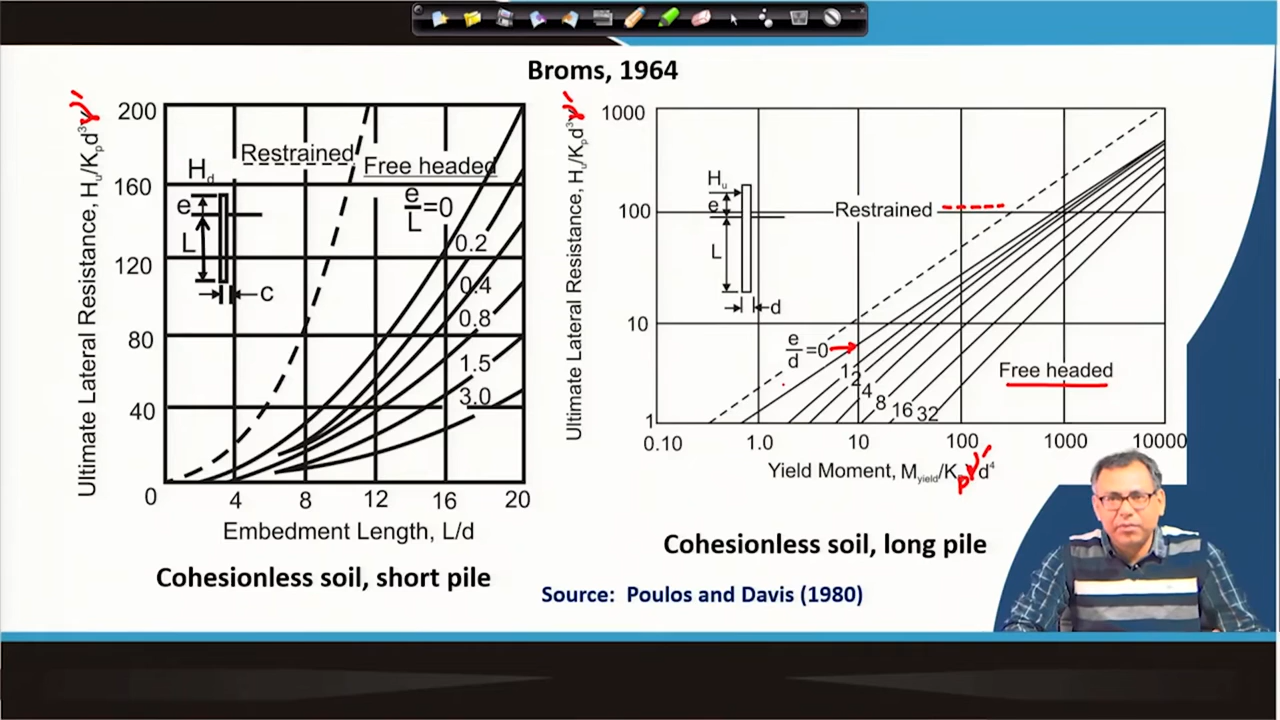 Broms, 1964
Ultimate Lateral Resistance, Hu/Kpd³γ'
200
160
120
80
40
0
4
8
12
16
20
Embedment Length, L/d
Restrained
Free headed
e/L=0
0.2
0.4
0.8
1.5
3.0
Hd
e
L
c
Cohesionless soil, short pile
Ultimate Lateral Resistance, Hu/Kpd³γ'
1000
100
10
1
0.10
1.0
10
100
1000
10000
Yield Moment, Myield/Kpγ'd⁴
Hu
e
L
d
Restrained
e/d=0
1
2
4
8
16
32
Free headed
Cohesionless soil, long pile
Source: Poulos and Davis (1980)